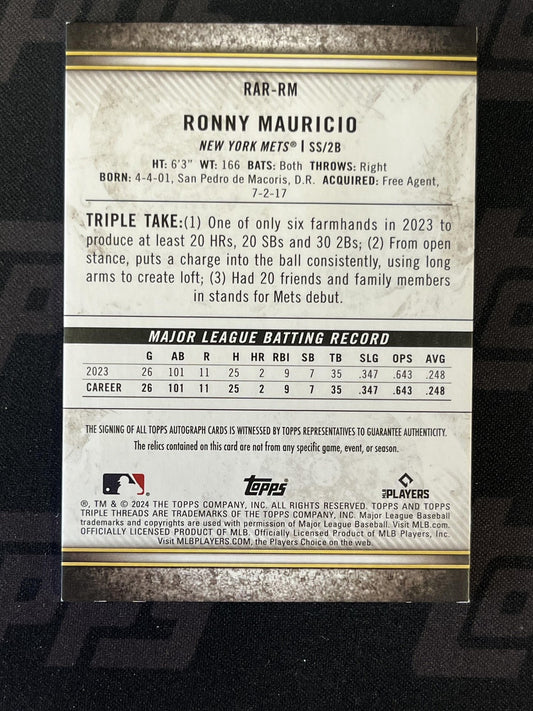 RAR-RM
RONNY MAURICIO
NEW YORK METS® | SS/2B
HT: 6'3" WT: 166 BATS: Both THROWS: Right
BORN: 4-4-01, San Pedro de Macoris, D.R. ACQUIRED: Free Agent,
7-2-17
TRIPLE TAKE:(1) One of only six farmhands in 2023 to
produce at least 20 HRs, 20 SBs and 30 2Bs; (2) From open
stance, puts a charge into the ball consistently, using long
arms to create loft; (3) Had 20 friends and family members
in stands for Mets debut.
MAJOR LEAGUE BATTING RECORD
G AB R H HR RBI SB TB SLG OPS AVG
2023 26 101 11 25 2 9 7 35 .347 .643 .248
CAREER 26 101 11 25 2 9 7 35 .347 .643 .248
THE SIGNING OF ALL TOPPS AUTOGRAPH CARDS IS WITNESSED BY TOPPS REPRESENTATIVES TO GUARANTEE AUTHENTICITY.
The relics contained on this card are not from any specific game, event, or season.
topps
MLB PLAYERS
®, TM & © 2024 THE TOPPS COMPANY, INC. ALL RIGHTS RESERVED. TOPPS AND TOPPS
TRIPLE THREADS ARE TRADEMARKS OF THE TOPPS COMPANY, INC. Major League Baseball
trademarks and copyrights are used with permission of Major League Baseball. Visit MLB.com.
OFFICIALLY LICENSED PRODUCT OF MLB. Officially Licensed Product of MLB Players, Inc.
Visit MLBPLAYERS.COM, the Players Choice on the web.